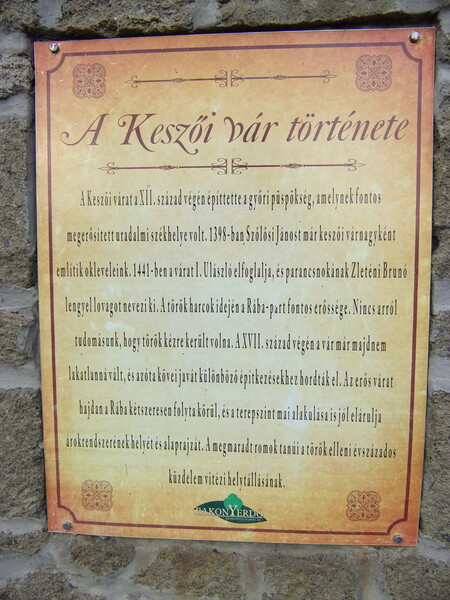 A Keszői vár története
A Keszői várat a XII. század végén építtette a győri püspökség, amelynek fontos
megerősített uradalmi székhelye volt. 1398-ban Szőlősi Jánost már keszői várnagyként
említik okleveleink. 1441-ben a várat I. Ulászló elfoglalja, és parancsnokának Zleténi Brunó
lengyel lovagot nevezi ki. A török harcok idején a Rába-part fontos erőssége. Nincs arról
tudomásunk, hogy török kézre került volna. A XVII. század végén a vár már majdnem
lakatlanná vált, és azóta kövei javát különböző építkezésekhez hordták el. Az erős várat
hajdan a Rába kétszeresen folyta körül, és a terepszint mai alakulása is jól elárulja
árokrendszerének helyét és alaprajzát. A megmaradt romok tanúi a török elleni évszázados
küzdelem vitézi helytállásának.
BAKONYERDŐ